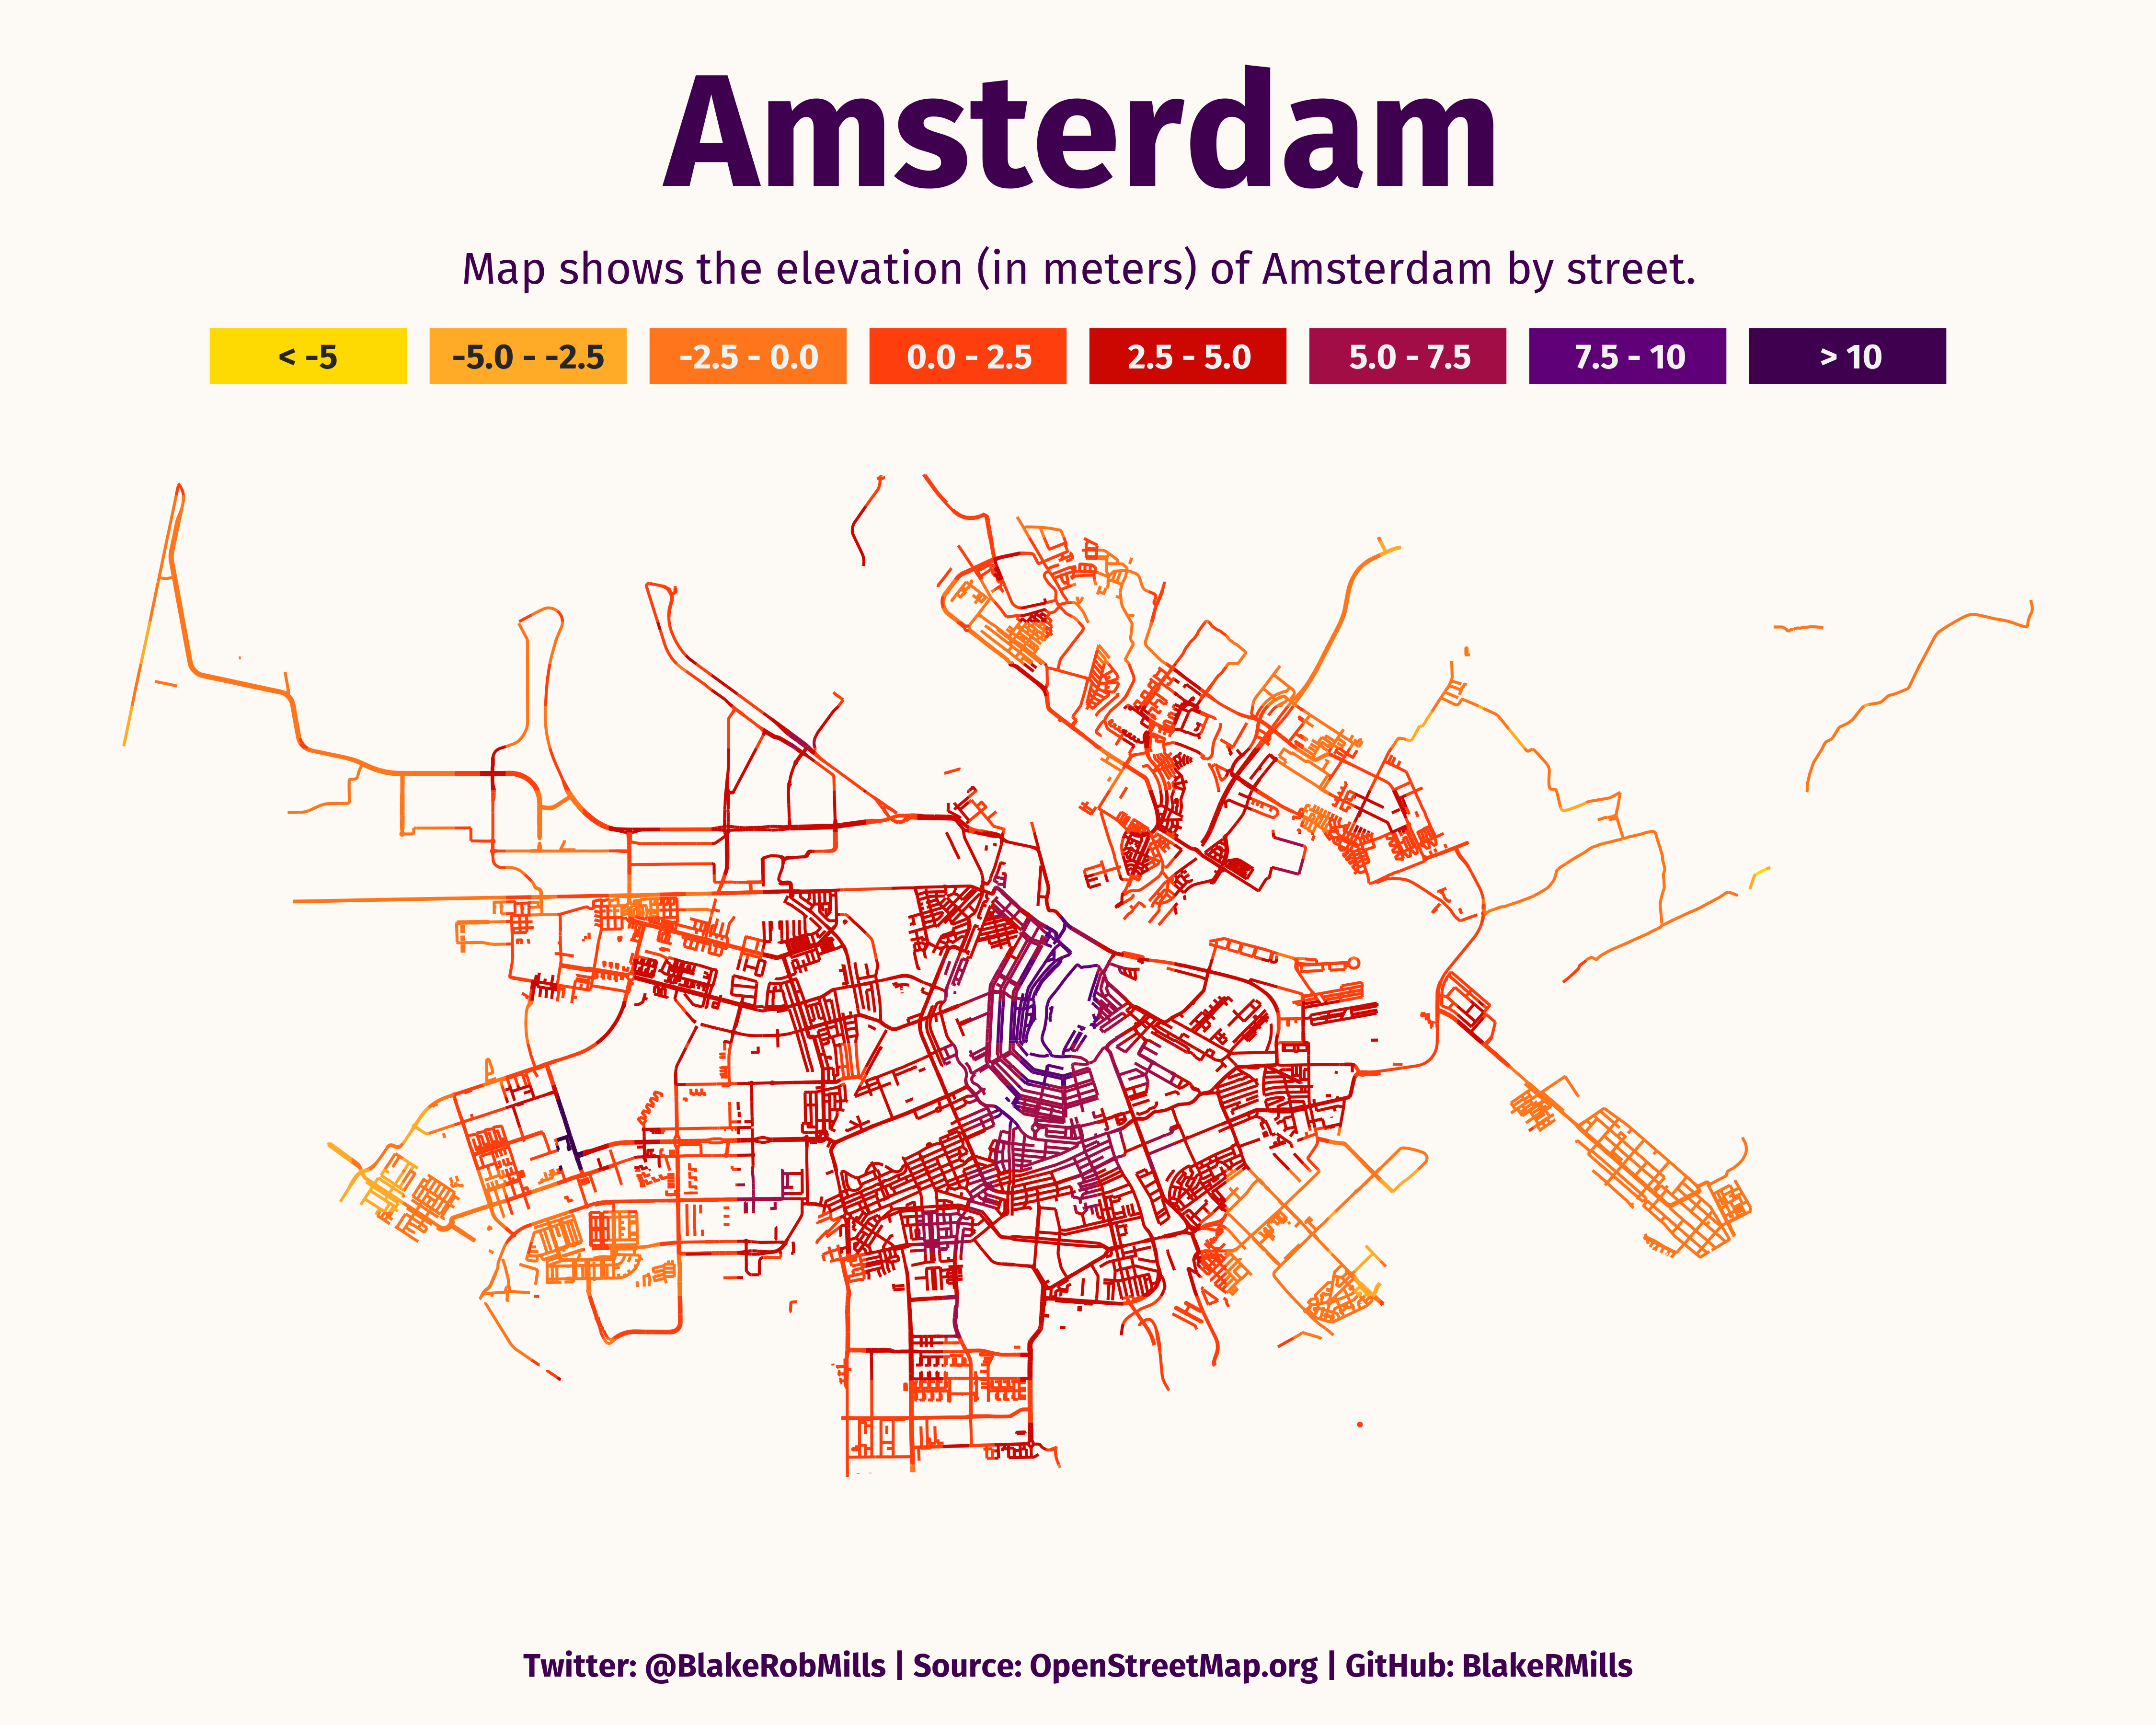 Amsterdam
Map shows the elevation (in meters) of Amsterdam by street.
< -5 -5.0 - -2.5 -2.5 - 0.0 0.0 - 2.5 2.5 - 5.0 5.0 - 7.5 7.5 - 10 > 10
Twitter: @BlakeRobMills | Source: OpenStreetMap.org | GitHub: BlakeRMills